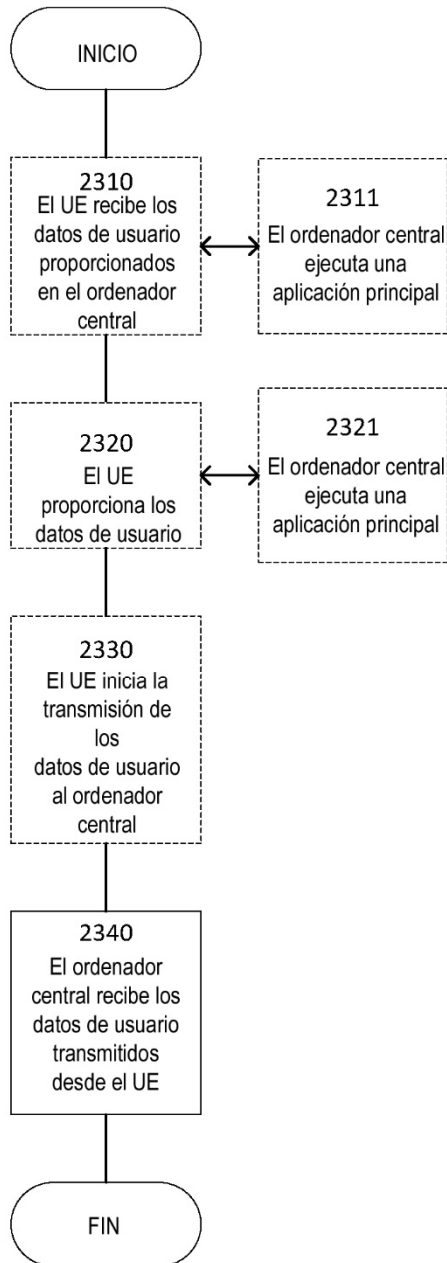 INICIO
2310
El UE recibe los
datos de usuario
proporcionados
en el ordenador
central
2311
El ordenador central
ejecuta una
aplicación principal
2320
El UE
proporciona los
datos de usuario
2321
El ordenador central
ejecuta una
aplicación principal
2330
El UE inicia la
transmisión de
los
datos de usuario
al ordenador
central
2340
El ordenador
central recibe los
datos de usuario
transmitidos
desde el UE
FIN